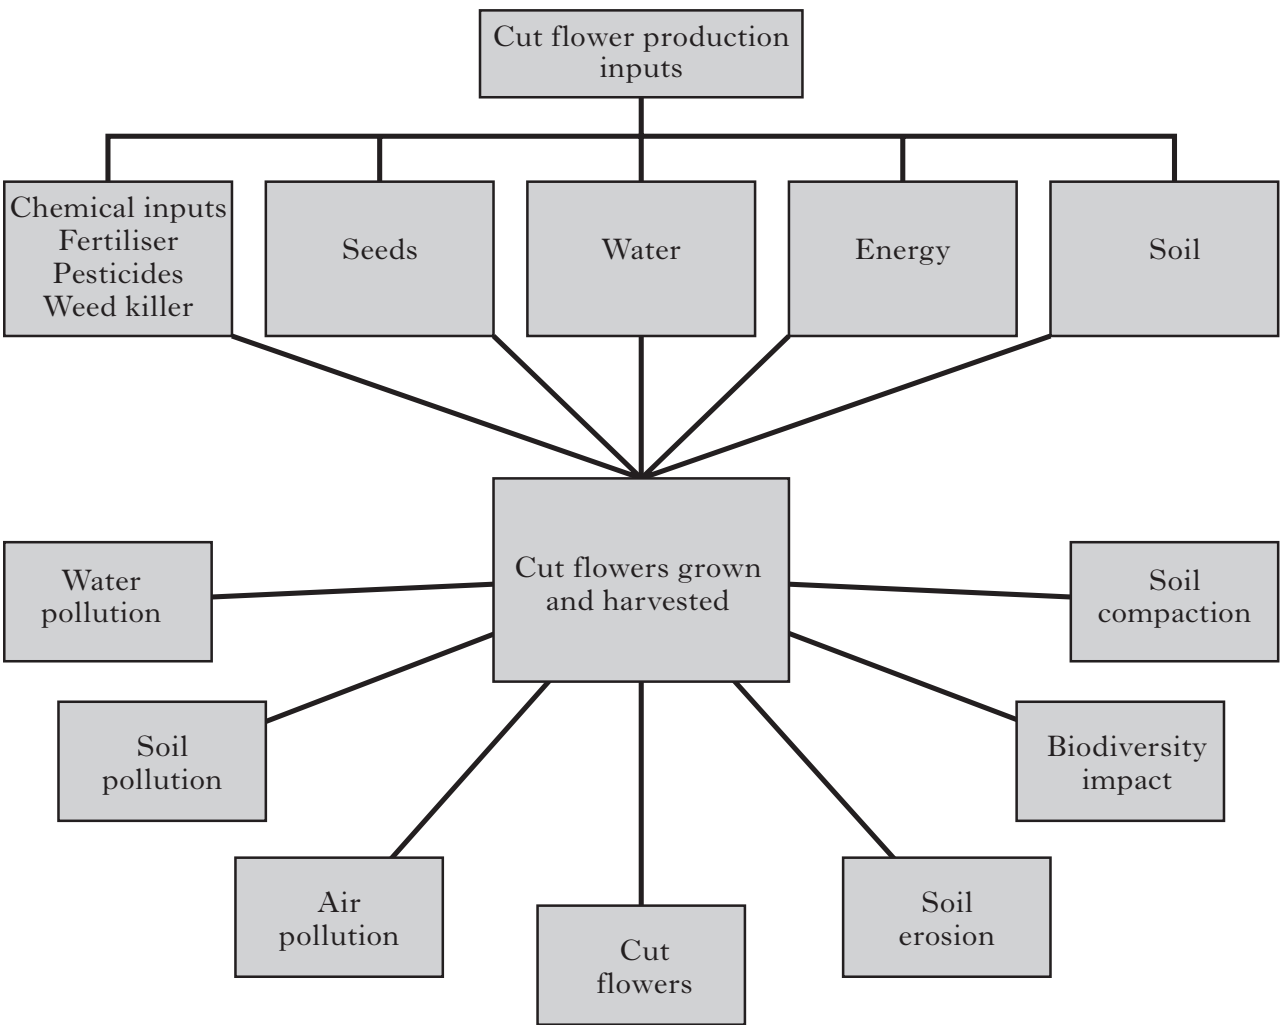 Cut flower production
inputs
Chemical inputs
Fertiliser
Pesticides
Weed killer
Seeds
Water
Energy
Soil
Cut flowers grown
and harvested
Water
pollution
Soil
compaction
Soil
pollution
Biodiversity
impact
Air
pollution
Cut
flowers
Soil
erosion